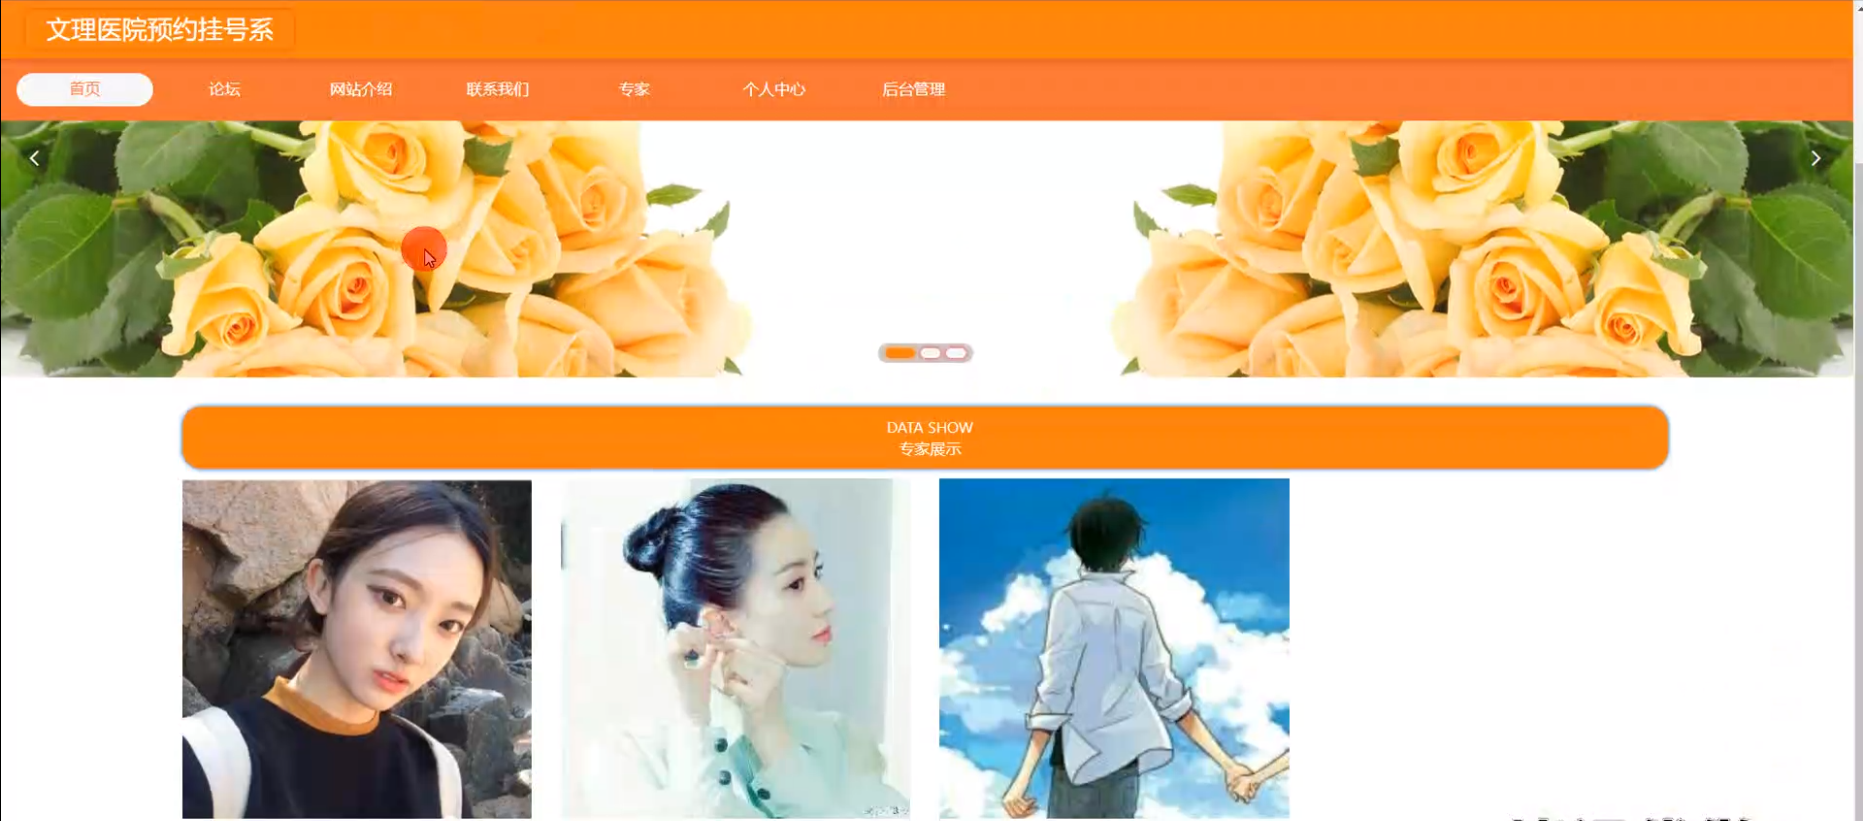 文理医院预约挂号系
首页
论坛
网站介绍
联系我们
专家
个人中心
后台管理
DATA SHOW
专家展示